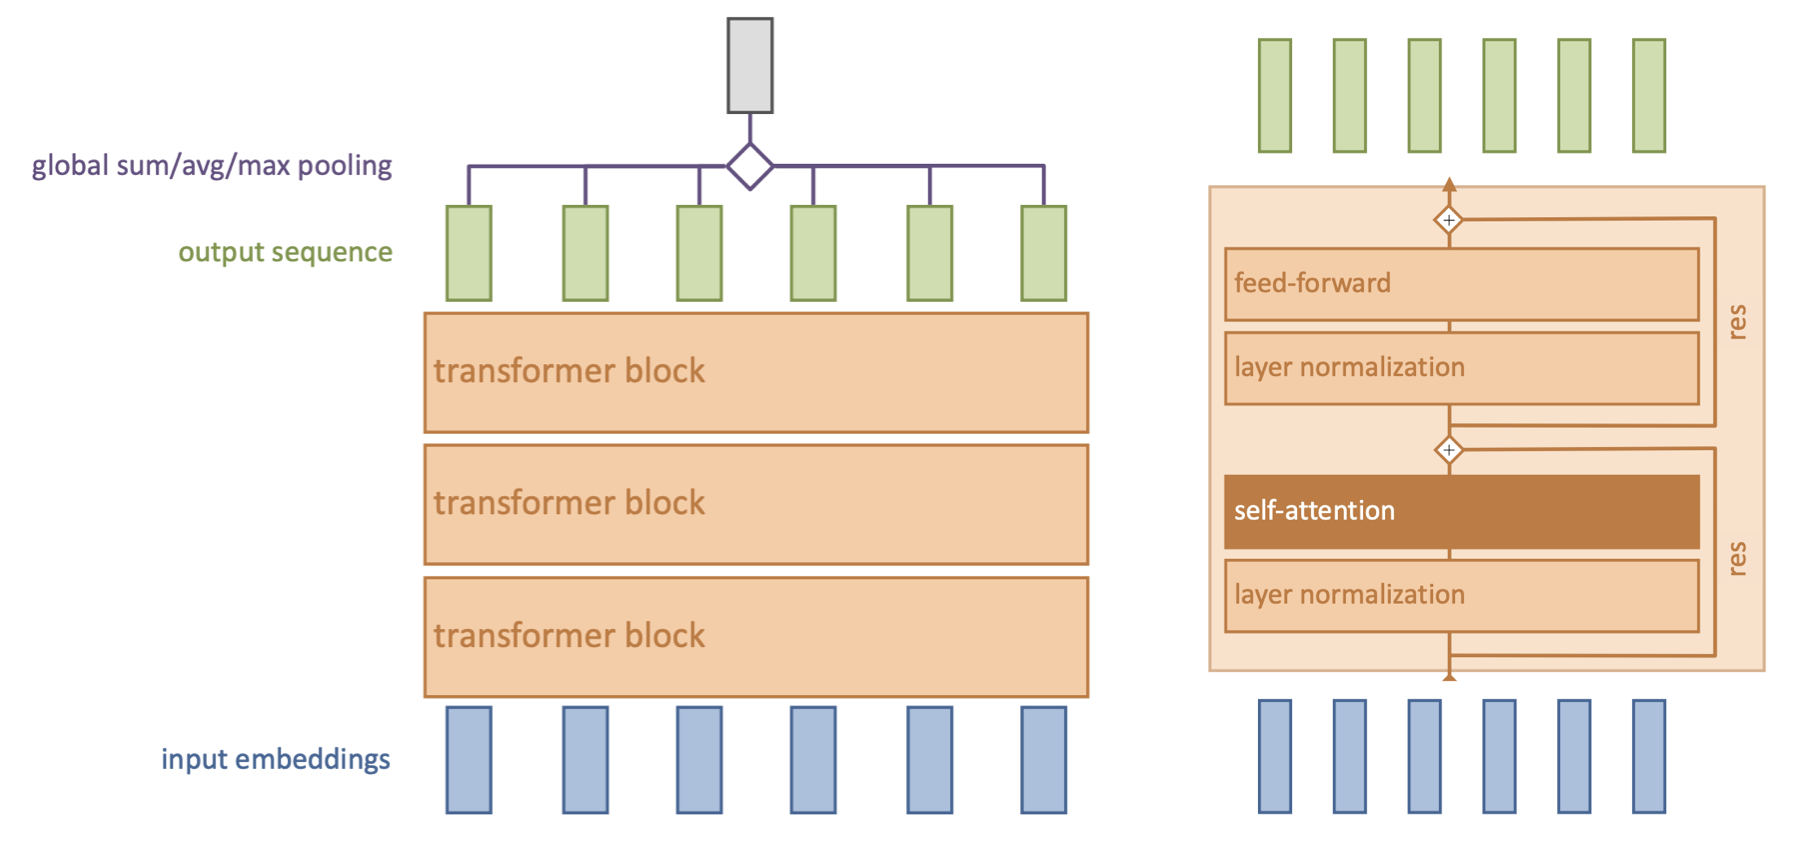 global sum/avg/max pooling
output sequence
transformer block
transformer block
transformer block
input embeddings
+
feed-forward
layer normalization
res
+
self-attention
layer normalization
res